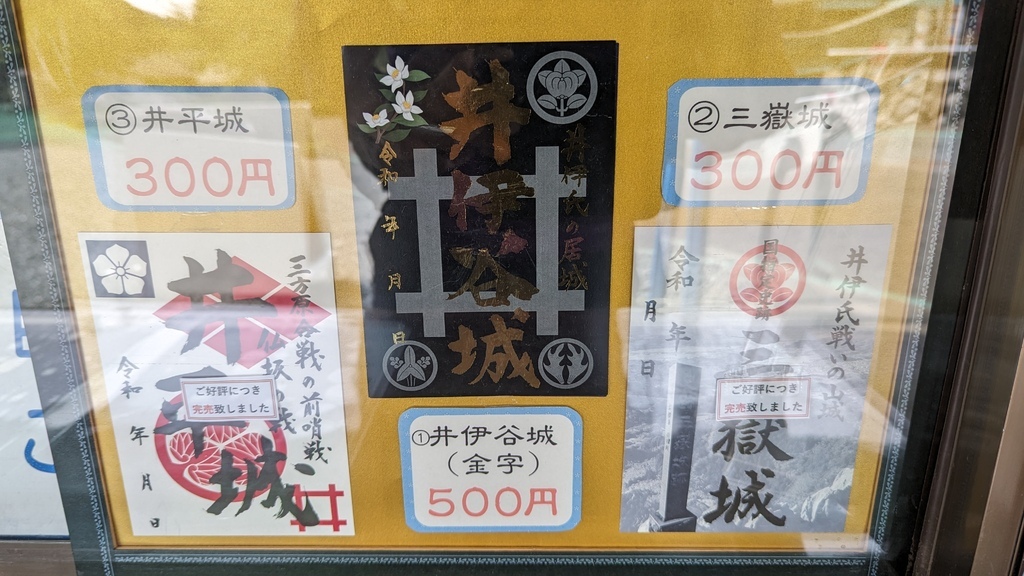 ③井平城
300円
三方原合戦の前哨戦
仏坂の戦
井平城
ご好評につき
完売致しました
令和
年
月
日
井伊氏の居城
井伊谷城
令和
年
月
日
①井伊谷城
(金字)
500円
②三嶽城
300円
井伊氏戦いの山城
三嶽城
ご好評につき
完売致しました
令和
年
月
日